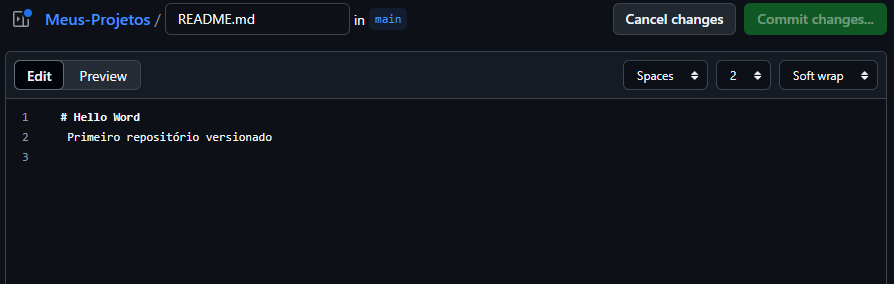 Meus-Projetos / README.md in main Cancel changes Commit changes...
Edit Preview Spaces 2 Soft wrap
1 # Hello Word
2 Primeiro repositório versionado
3